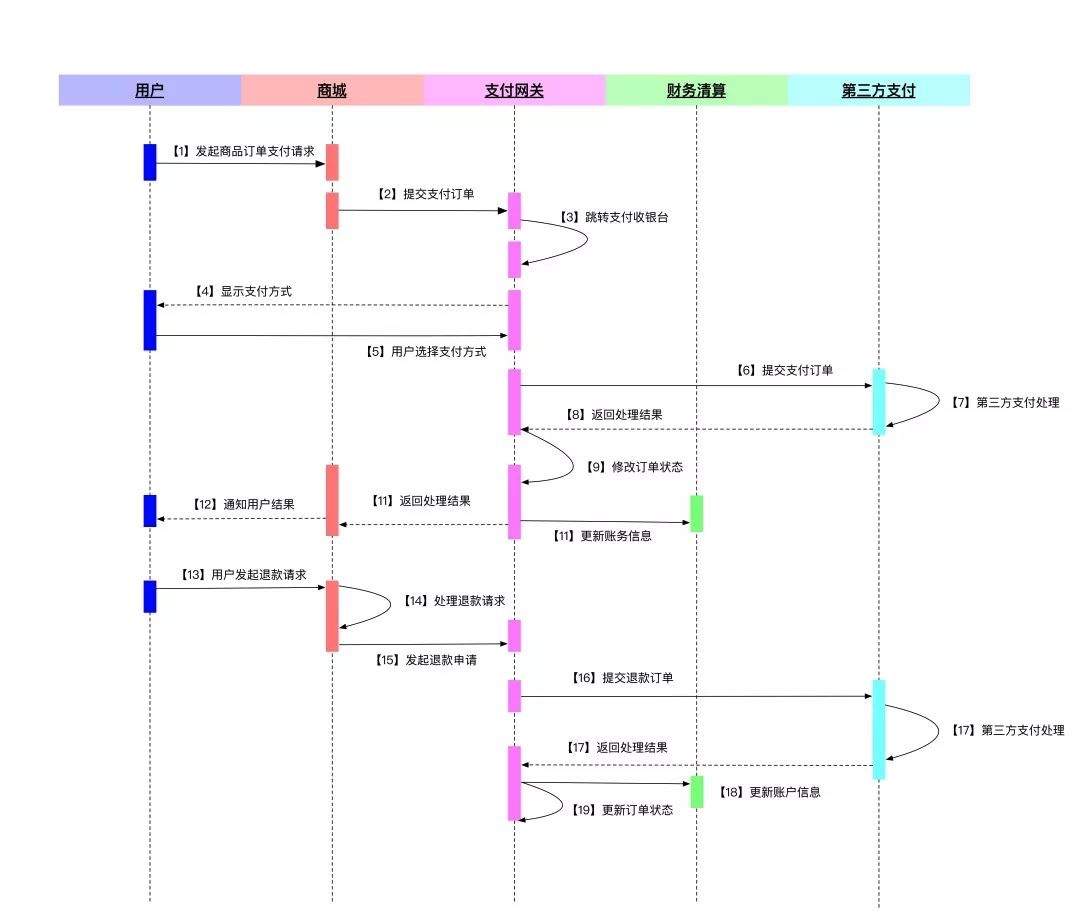 用户
商城
支付网关
财务清算
第三方支付
【1】发起商品订单支付请求
【2】提交支付订单
【3】跳转支付收银台
【4】显示支付方式
【5】用户选择支付方式
【6】提交支付订单
【7】第三方支付处理
【8】返回处理结果
【9】修改订单状态
【12】通知用户结果
【11】返回处理结果
【11】更新账务信息
【13】用户发起退款请求
【14】处理退款请求
【15】发起退款申请
【16】提交退款订单
【17】第三方支付处理
【17】返回处理结果
【18】更新账户信息
【19】更新订单状态